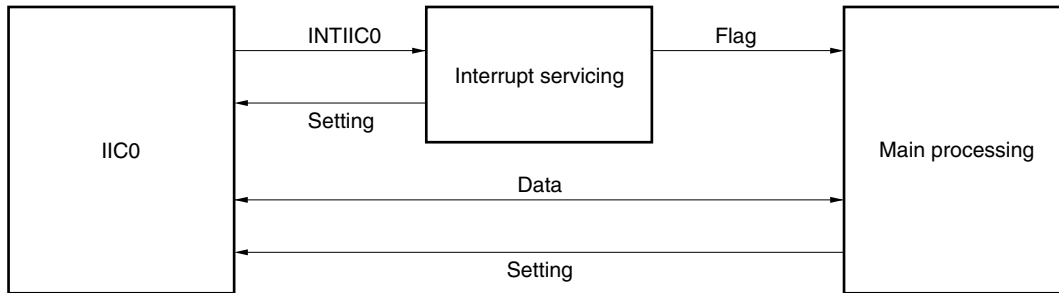 INTIIC0
Flag
Interrupt servicing
Setting
IIC0
Main processing
Data
Setting